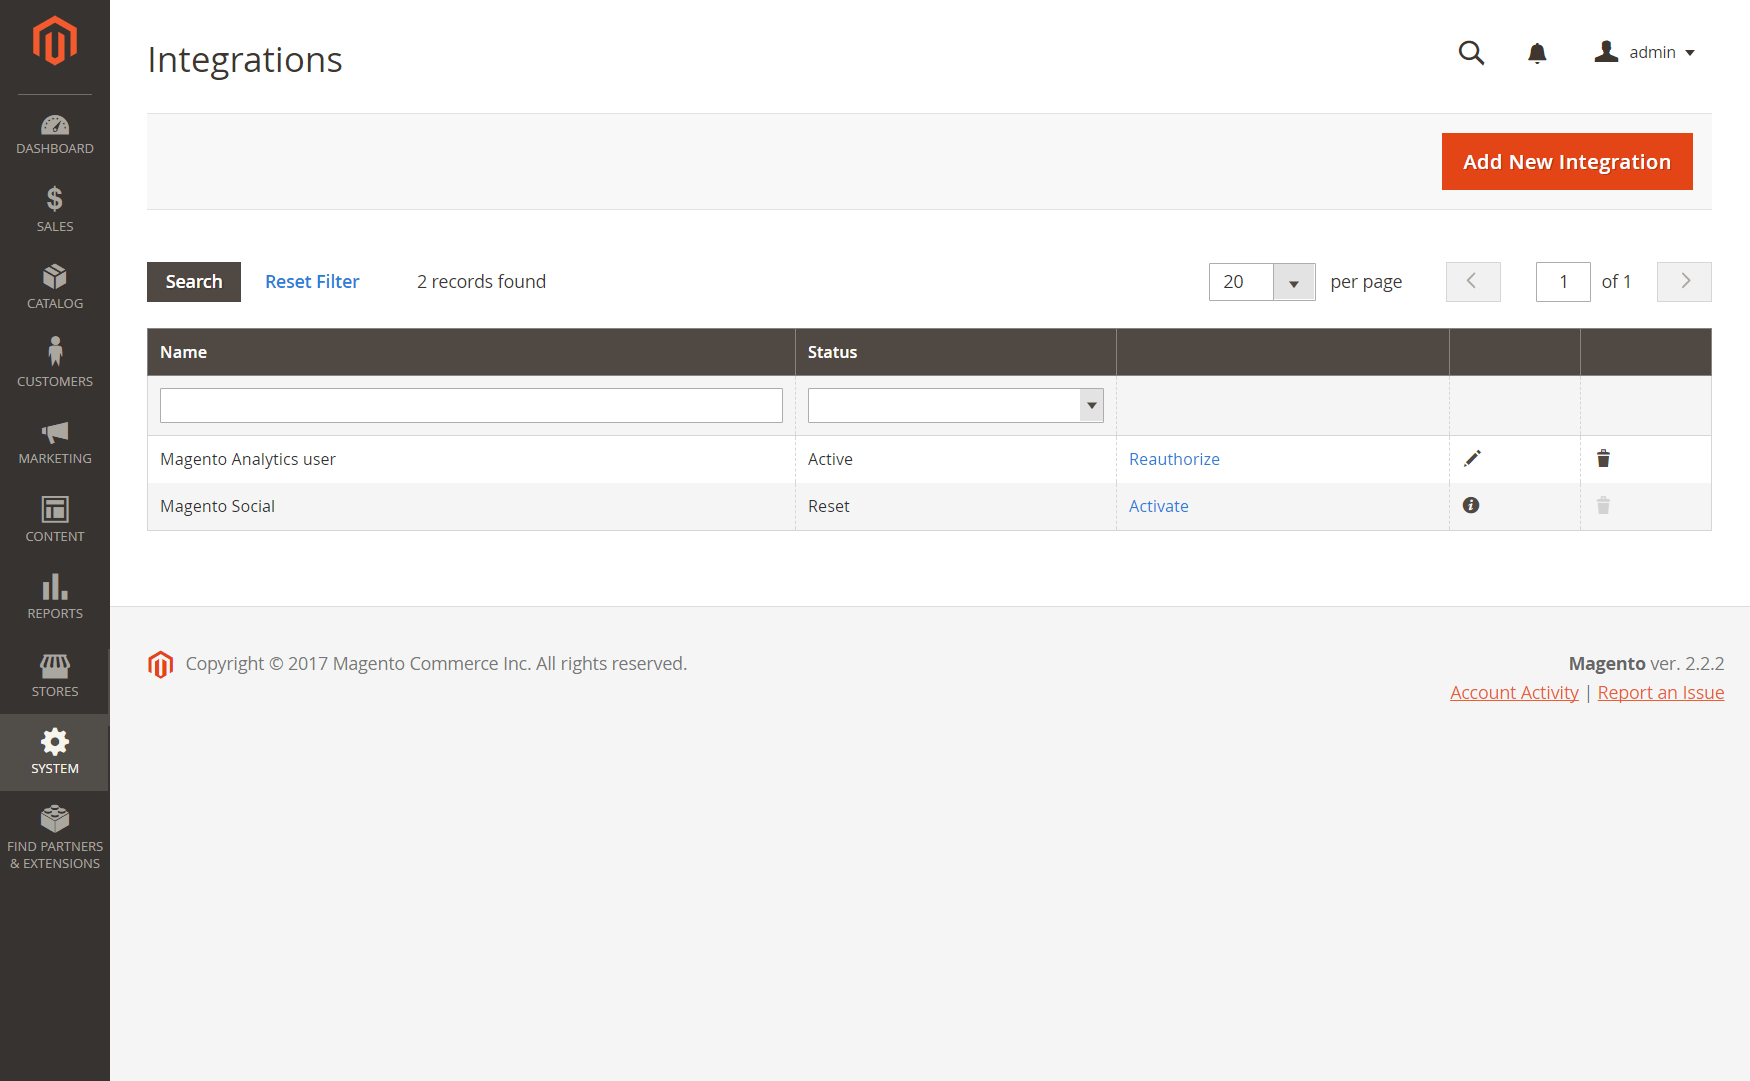 Integrations
admin
DASHBOARD
SALES
CATALOG
CUSTOMERS
MARKETING
CONTENT
REPORTS
STORES
SYSTEM
FIND PARTNERS
& EXTENSIONS
Add New Integration
Search Reset Filter 2 records found 20 per page 1 of 1
Name Status
Magento Analytics user Active Reauthorize
Magento Social Reset Activate
Copyright © 2017 Magento Commerce Inc. All rights reserved.
Magento ver. 2.2.2
Account Activity | Report an Issue